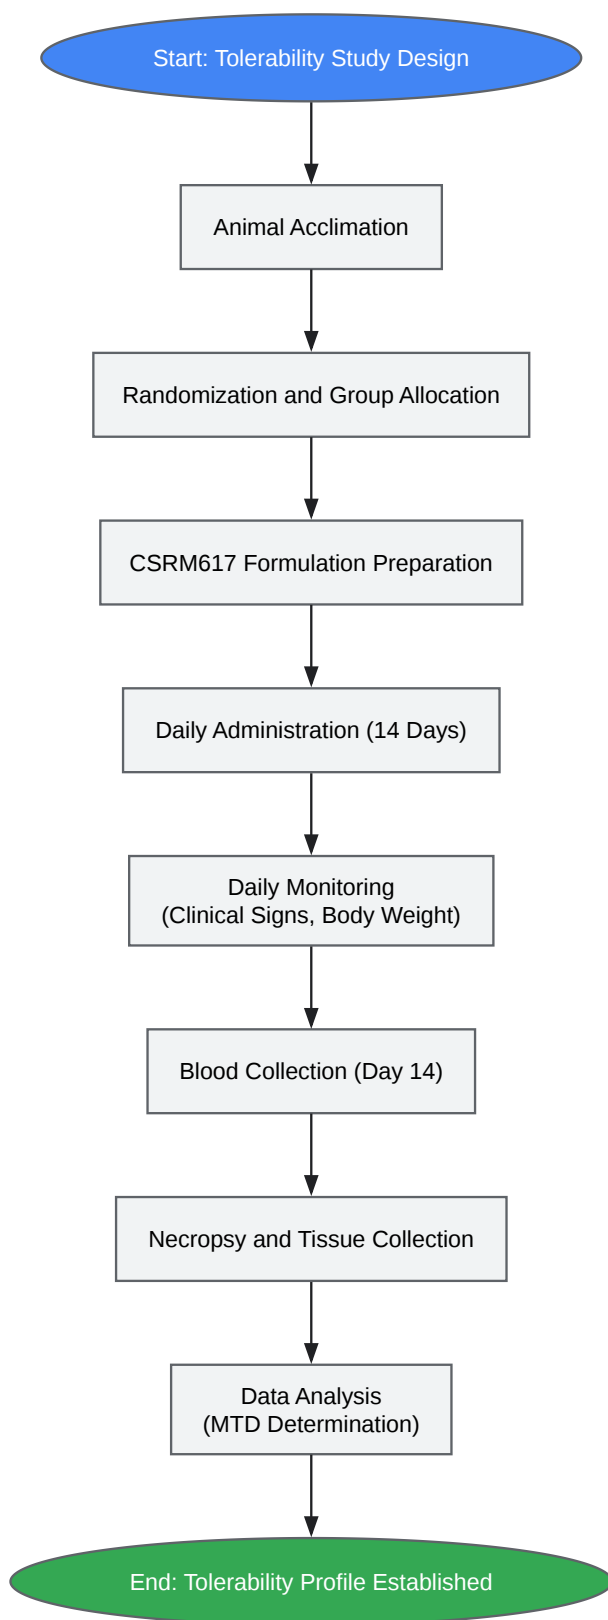 Start: Tolerability Study Design
Animal Acclimation
Randomization and Group Allocation
CSRM617 Formulation Preparation
Daily Administration (14 Days)
Daily Monitoring
(Clinical Signs, Body Weight)
Blood Collection (Day 14)
Necropsy and Tissue Collection
Data Analysis
(MTD Determination)
End: Tolerability Profile Established